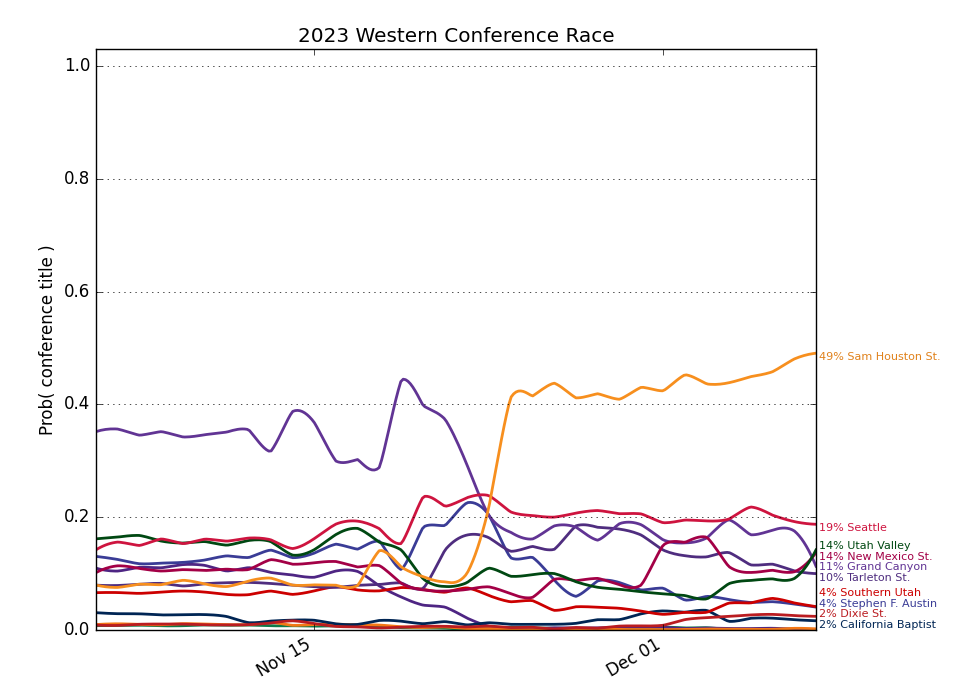 2023 Western Conference Race
Prob( conference title )
1.0
0.8
0.6
0.4
0.2
0.0
Nov 15
Dec 01
49% Sam Houston St.
19% Seattle
14% Utah Valley
14% New Mexico St.
11% Grand Canyon
10% Tarleton St.
4% Southern Utah
4% Stephen F. Austin
2% Dixie St.
2% California Baptist